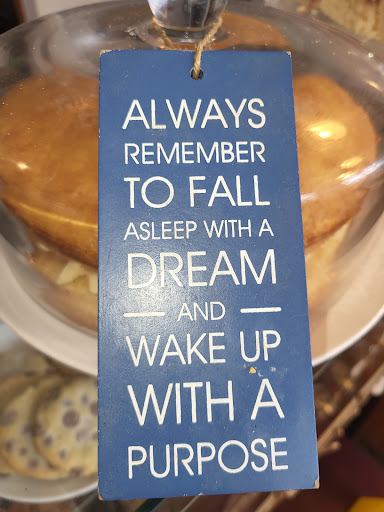 ALWAYS
REMEMBER
TO FALL
ASLEEP WITH A
DREAM
— AND —
WAKE UP
WITH A
PURPOSE